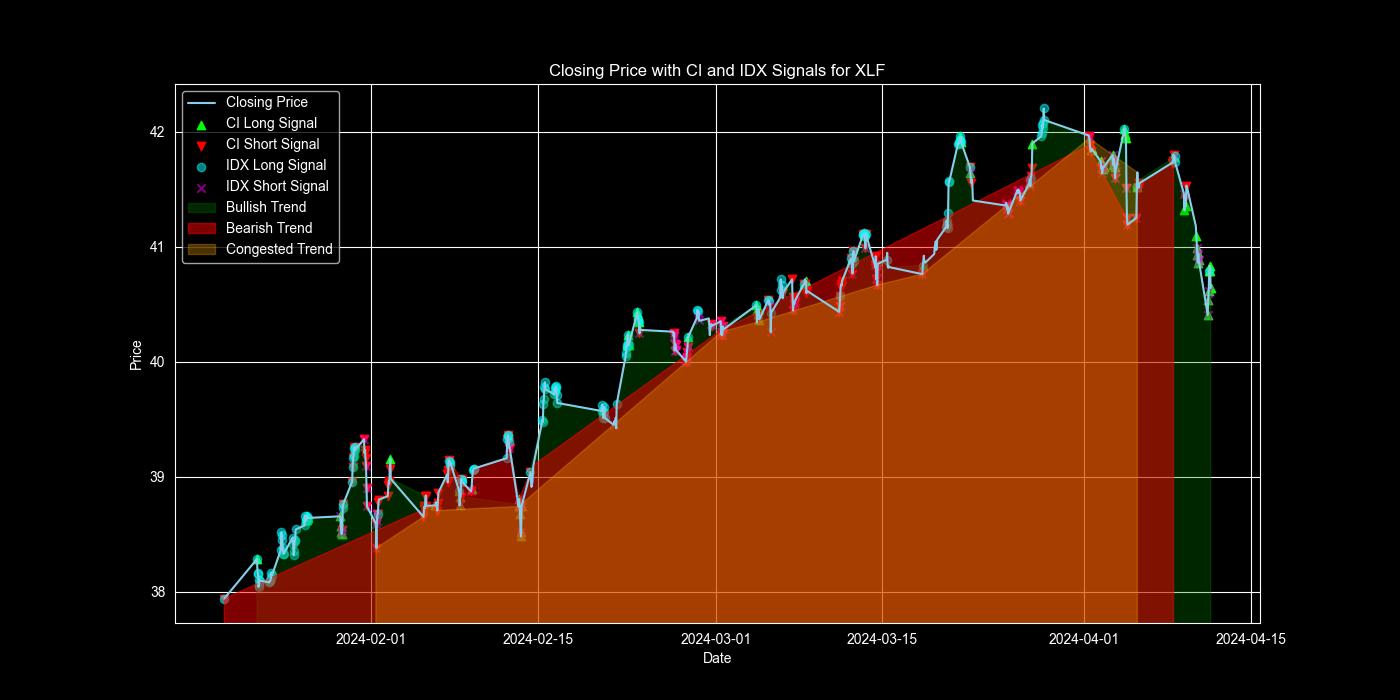 Closing Price with CI and IDX Signals for XLF
Closing Price
CI Long Signal
CI Short Signal
IDX Long Signal
IDX Short Signal
Bullish Trend
Bearish Trend
Congested Trend
42
41
40
39
38
Price
2024-02-01 2024-02-15 2024-03-01 2024-03-15 2024-04-01 2024-04-15
Date